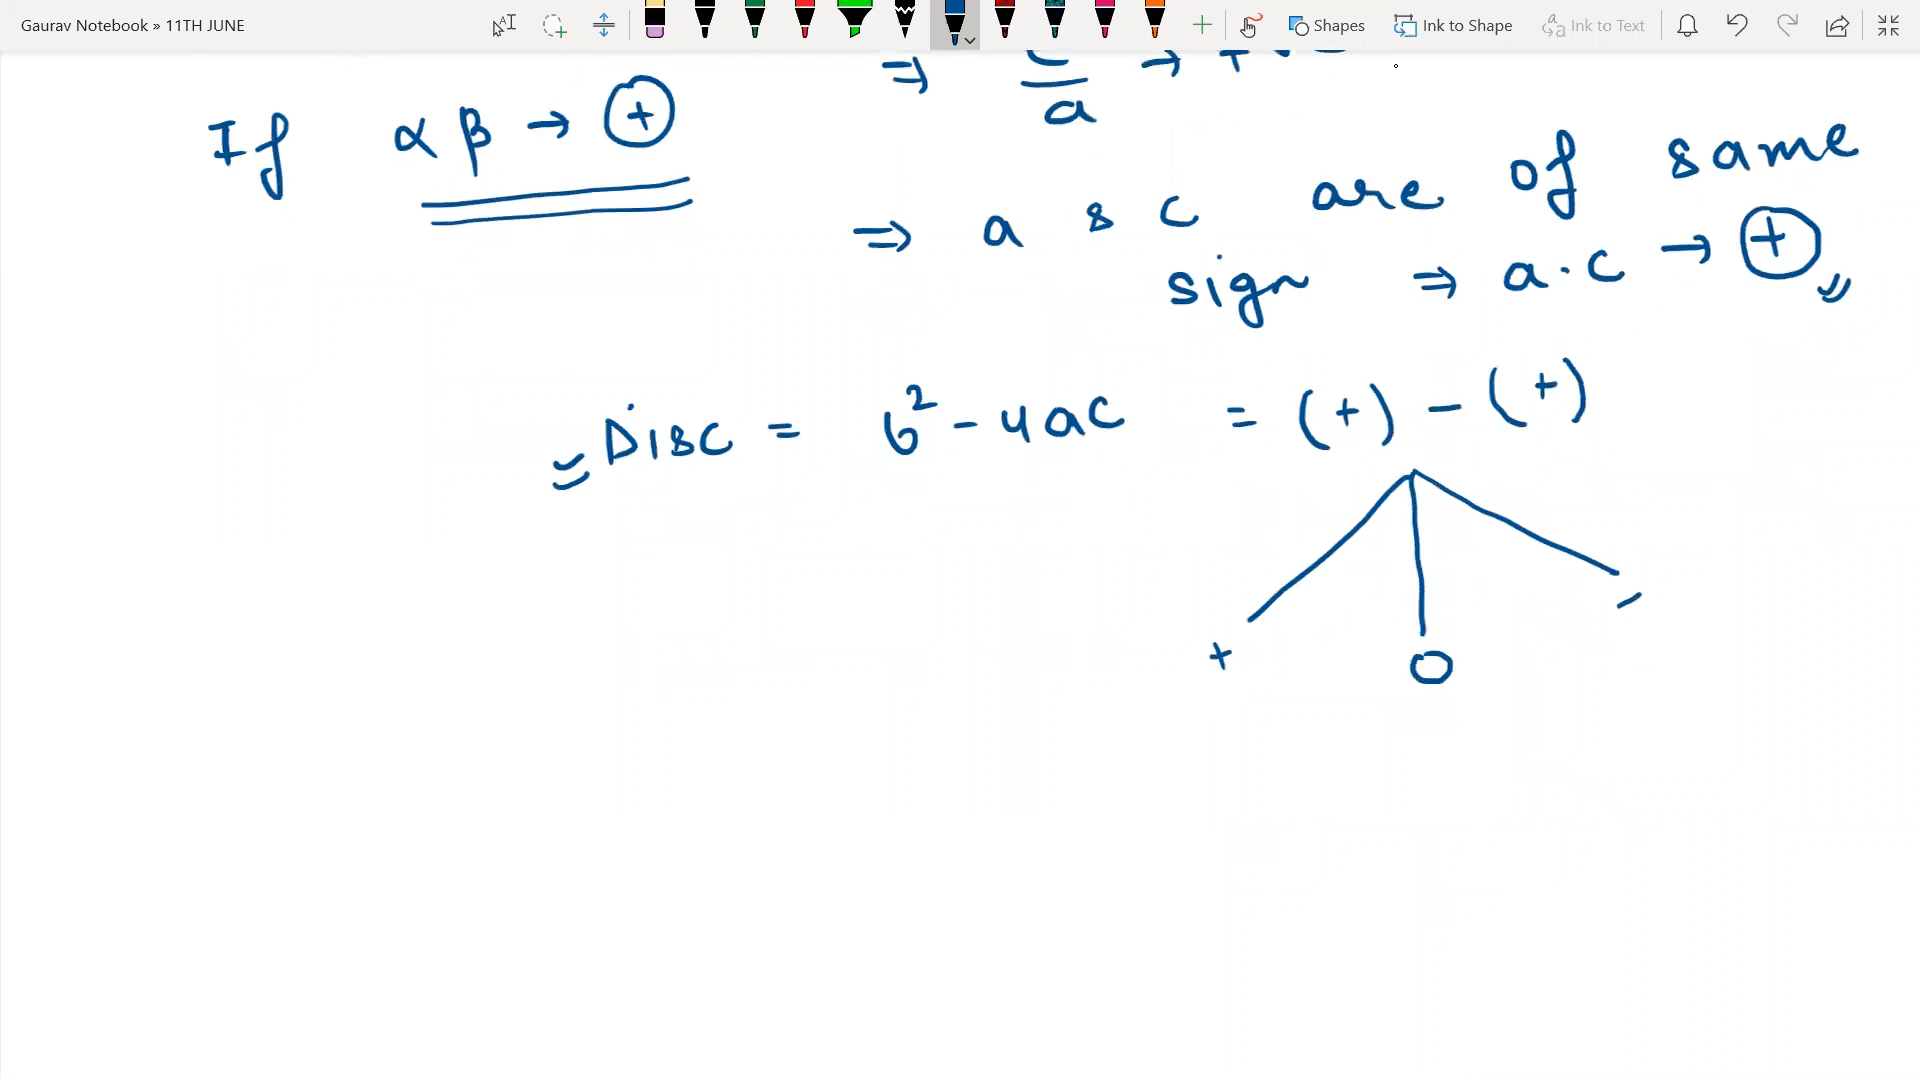 Gaurav Notebook » 11TH JUNE
Shapes
Ink to Shape
Ink to Text
If αβ → +
⇒ c/a → +ve
⇒ a & c are of same
sign ⇒ a.c → +
Disc = b² - 4ac = (+) - (+)
+ 0 -